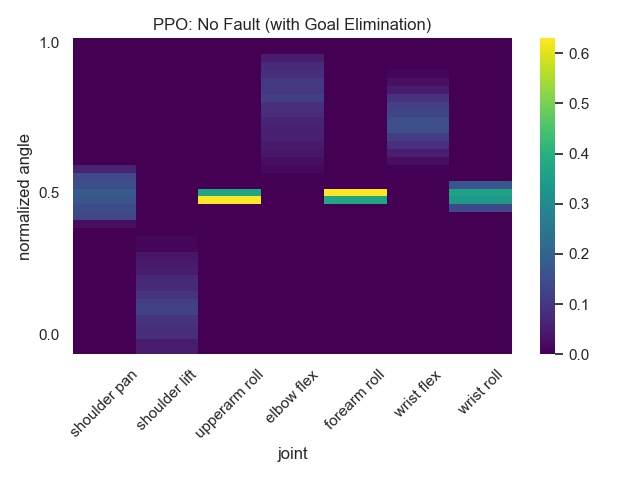 PPO: No Fault (with Goal Elimination)
normalized angle
1.0
0.5
0.0
shoulder pan
shoulder lift
upperarm roll
elbow flex
forearm roll
wrist flex
wrist roll
joint
0.6
0.5
0.4
0.3
0.2
0.1
0.0